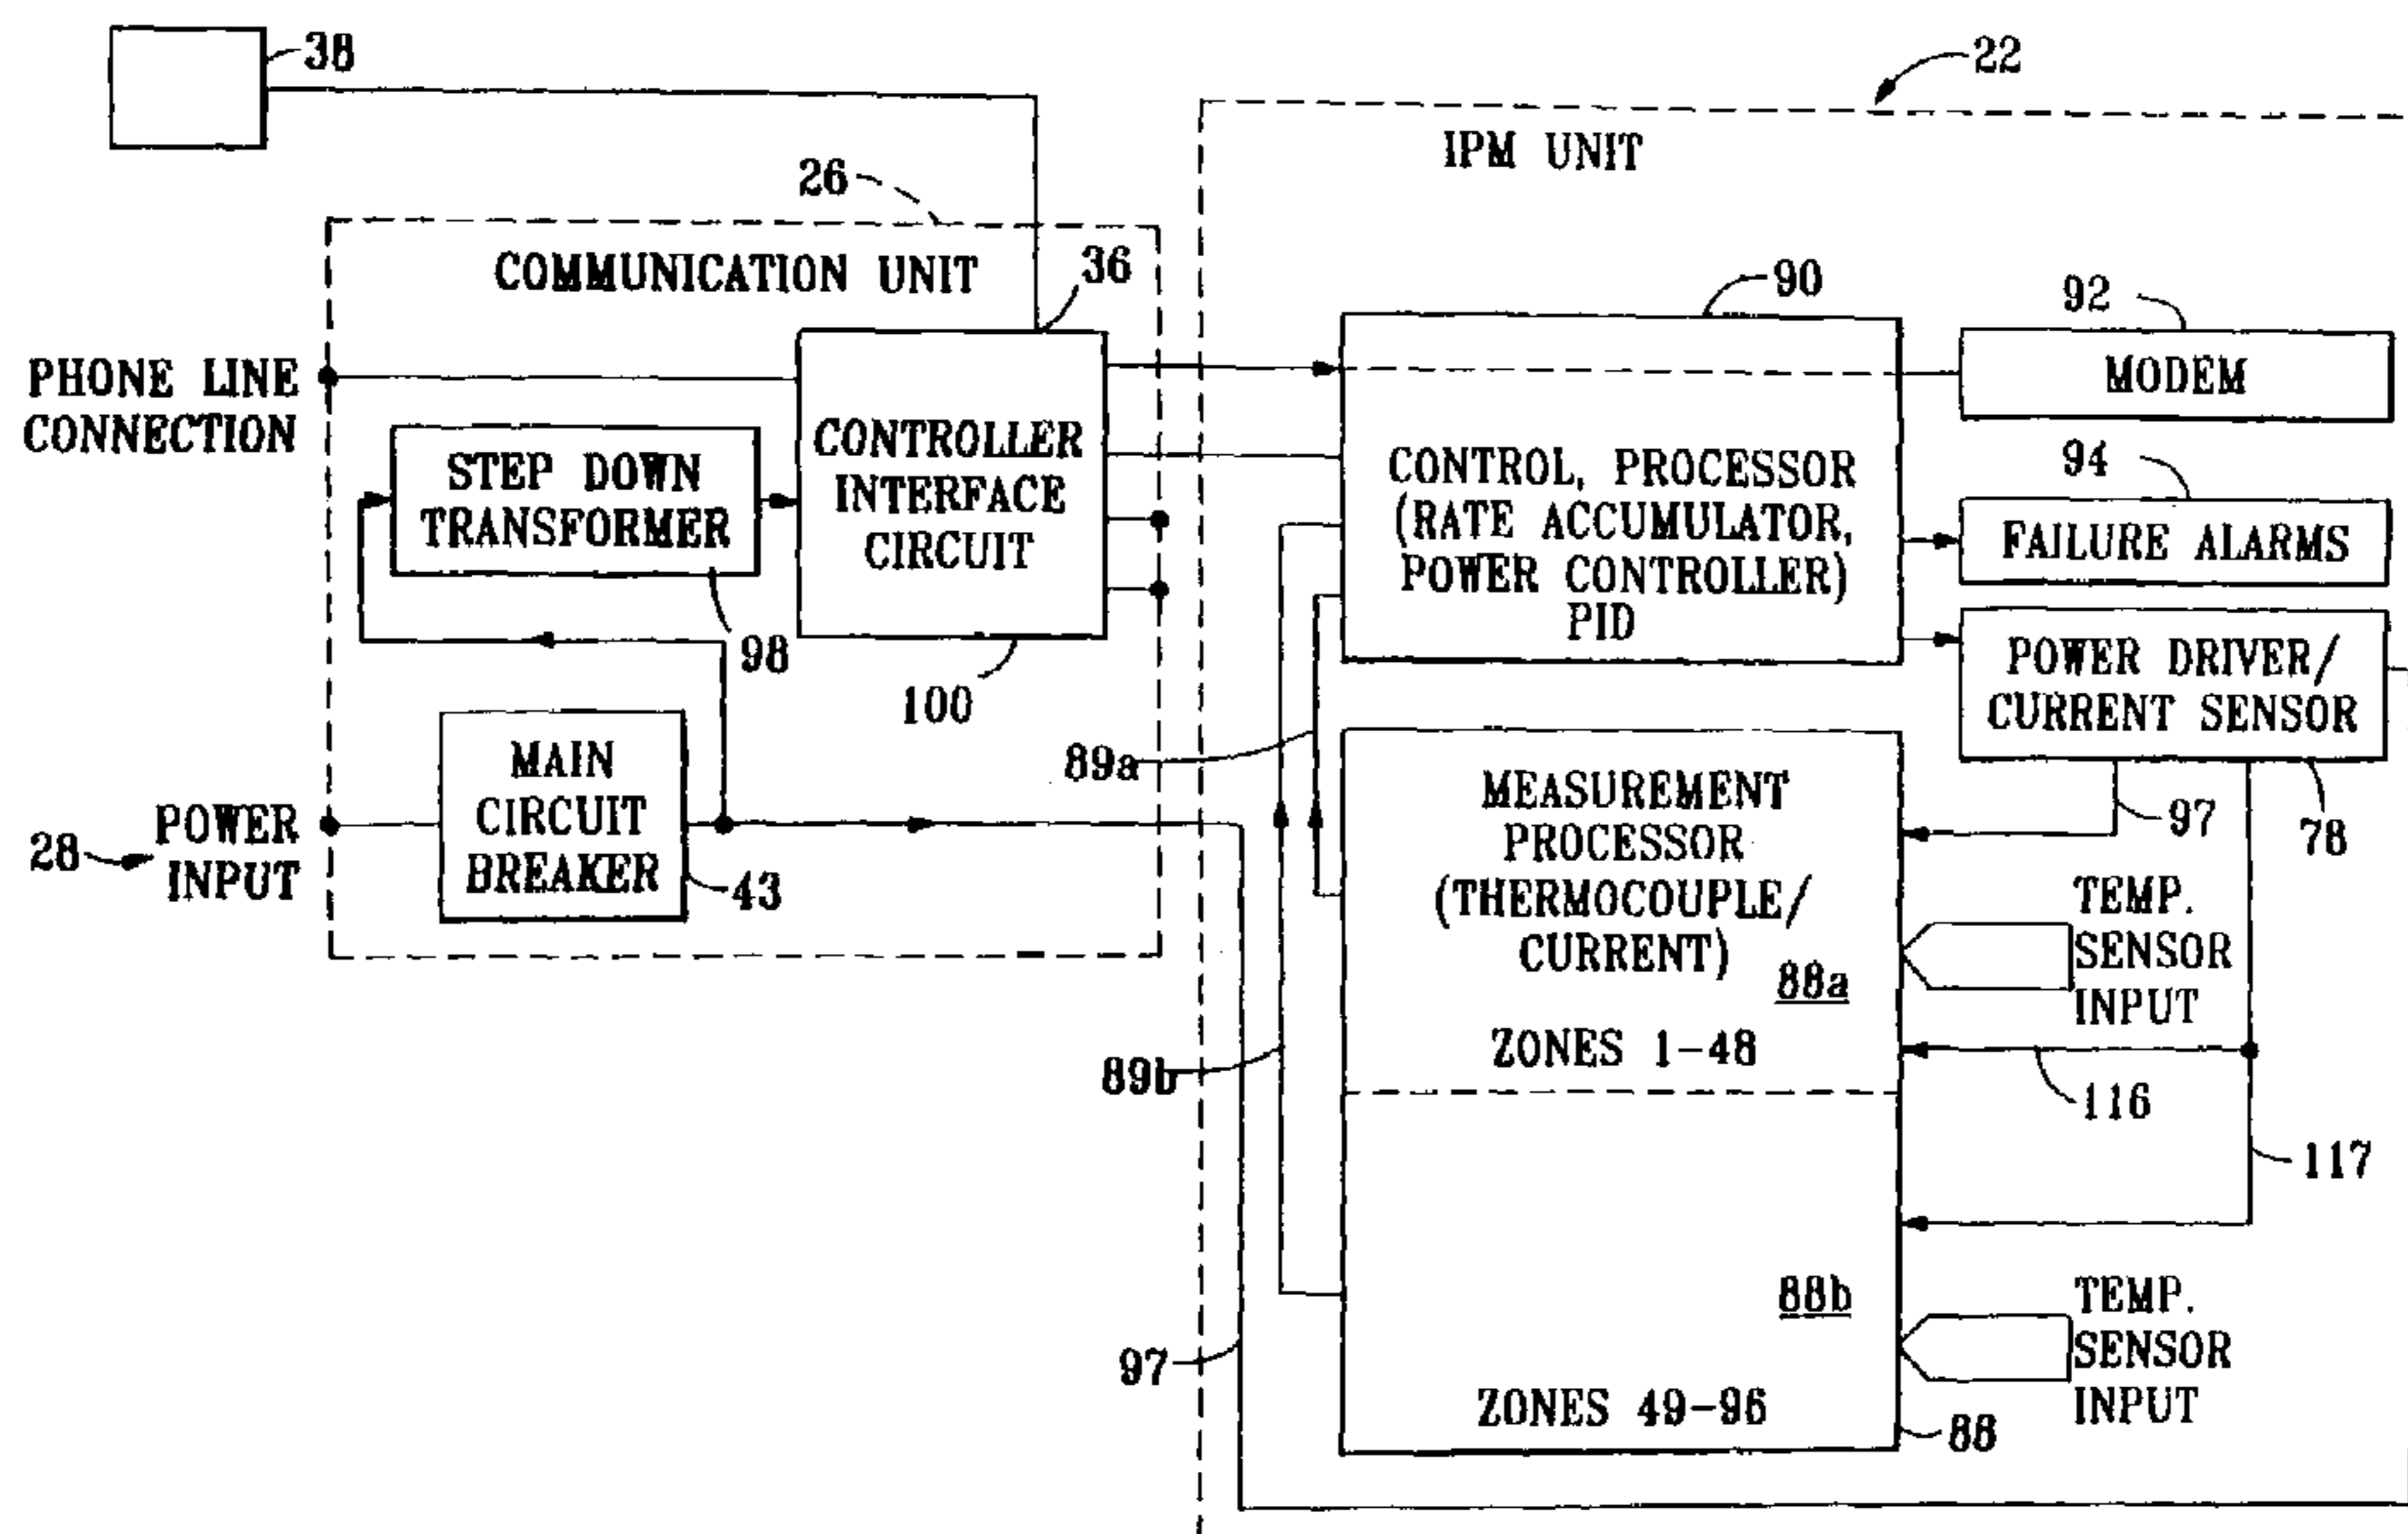 38
22
IPM UNIT
26
COMMUNICATION UNIT
36
90
92
PHONE LINE
CONNECTION
MODEM
STEP DOWN
TRANSFORMER
98
CONTROLLER
INTERFACE
CIRCUIT
100
CONTROL, PROCESSOR
(RATE ACCUMULATOR,
POWER CONTROLLER)
PID
94
FAILURE ALARMS
POWER DRIVER/
CURRENT SENSOR
78
97
28
POWER
INPUT
MAIN
CIRCUIT
BREAKER
43
89a
MEASUREMENT
PROCESSOR
(THERMOCOUPLE/
CURRENT)
88a
ZONES 1-48
TEMP.
SENSOR
INPUT
89b
116
117
88b
ZONES 49-96
TEMP.
SENSOR
INPUT
97
88